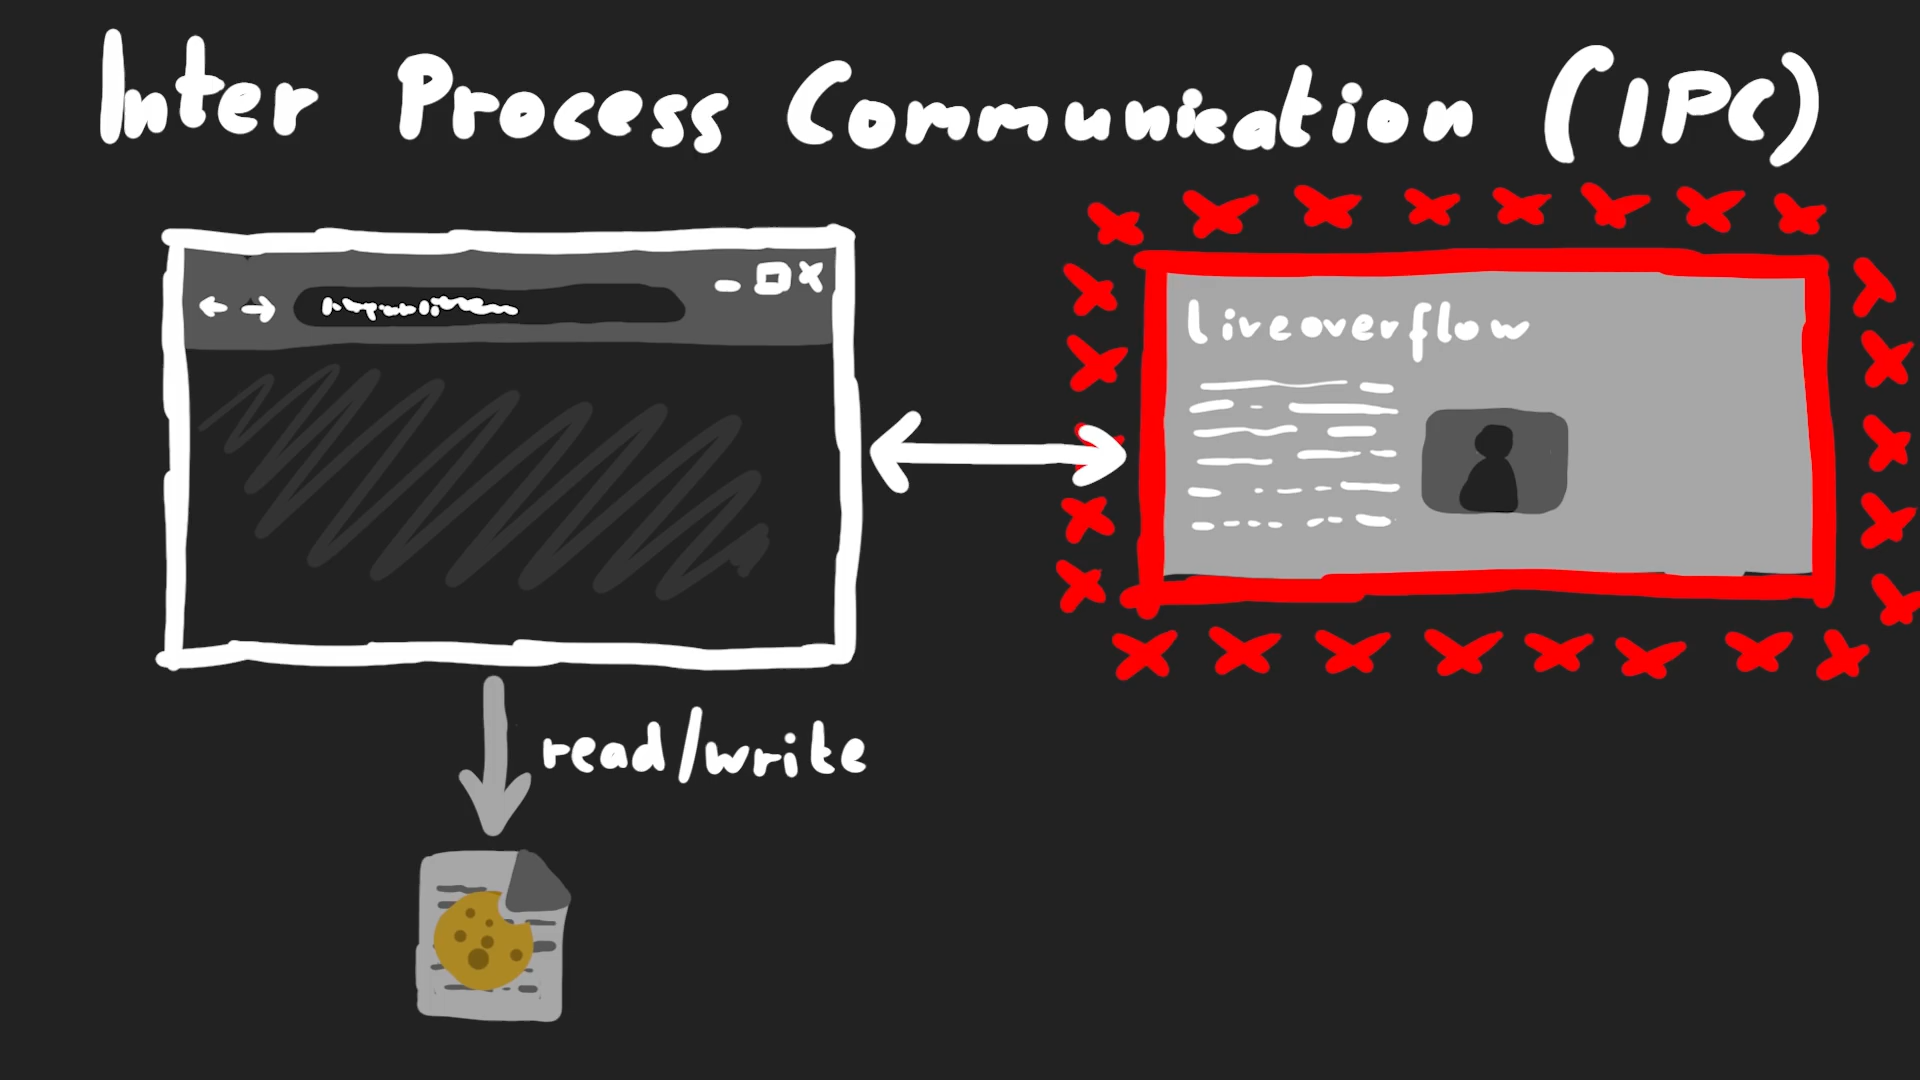 Inter Process Communication (IPC)
Liveoverflow
read/write